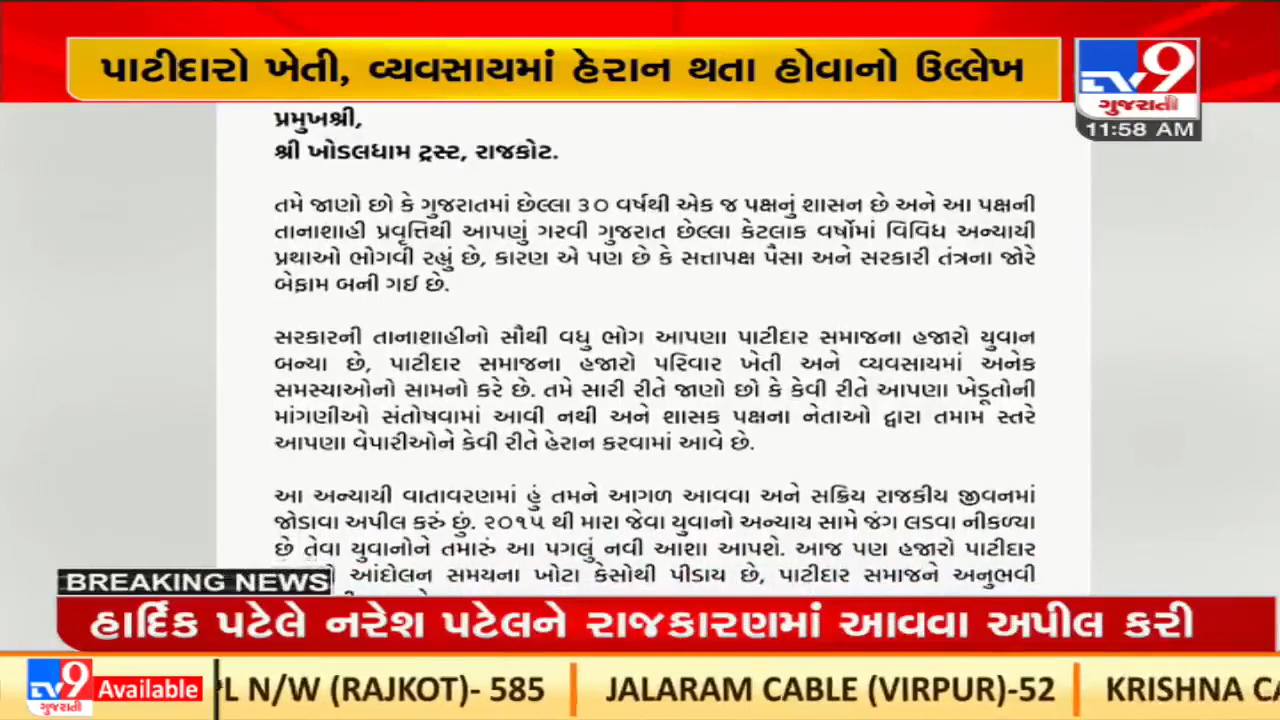 પાટીદારો ખેતી, વ્યવસાયમાં હેરાન થતા હોવાનો ઉલ્લેખ
TV9
ગુજરાતી
11:58 AM
પ્રમુખશ્રી,
શ્રી ખોડલધામ ટ્રસ્ટ, રાજકોટ.
તમે જાણો છો કે ગુજરાતમાં છેલ્લા 30 વર્ષથી એક જ પક્ષનું શાસન છે અને આ પક્ષની
તાનાશાહી પ્રવૃત્તિથી આપણું ગરવી ગુજરાત છેલ્લા કેટલાક વર્ષોમાં વિવિધ અન્યાયી
પ્રથાઓ ભોગવી રહ્યું છે, કારણ એ પણ છે કે સત્તાપક્ષ પૈસા અને સરકારી તંત્રના જોરે
બેફામ બની ગઈ છે.
સરકારની તાનાશાહીનો સૌથી વધુ ભોગ આપણા પાટીદાર સમાજના હજારો યુવાન
બન્યા છે, પાટીદાર સમાજના હજારો પરિવાર ખેતી અને વ્યવસાયમાં અનેક
સમસ્યાઓનો સામનો કરે છે. તમે સારી રીતે જાણો છો કે કેવી રીતે આપણા ખેડૂતોની
માંગણીઓ સંતોષવામાં આવી નથી અને શાસક પક્ષના નેતાઓ દ્વારા તમામ સ્તરે
આપણા વેપારીઓને કેવી રીતે હેરાન કરવામાં આવે છે.
આ અન્યાયી વાતાવરણમાં હું તમને આગળ આવવા અને સક્રિય રાજકીય જીવનમાં
જોડાવા અપીલ કરું છું. ૨૦૧૫ થી મારા જેવા યુવાનો અન્યાય સામે જંગ લડવા નીકળ્યા
છે તેવા યુવાનોને તમારું આ પગલું નવી આશા આપશે. આજ પણ હજારો પાટીદાર
આંદોલન સમયના ખોટા કેસોથી પીડાય છે, પાટીદાર સમાજને અનુભવી
BREAKING NEWS
હાર્દિક પટેલે નરેશ પટેલને રાજકારણમાં આવવા અપીલ કરી
TV9
ગુજરાતી
Available
L N/W (RAJKOT)- 585
JALARAM CABLE (VIRPUR)-52
KRISHNA